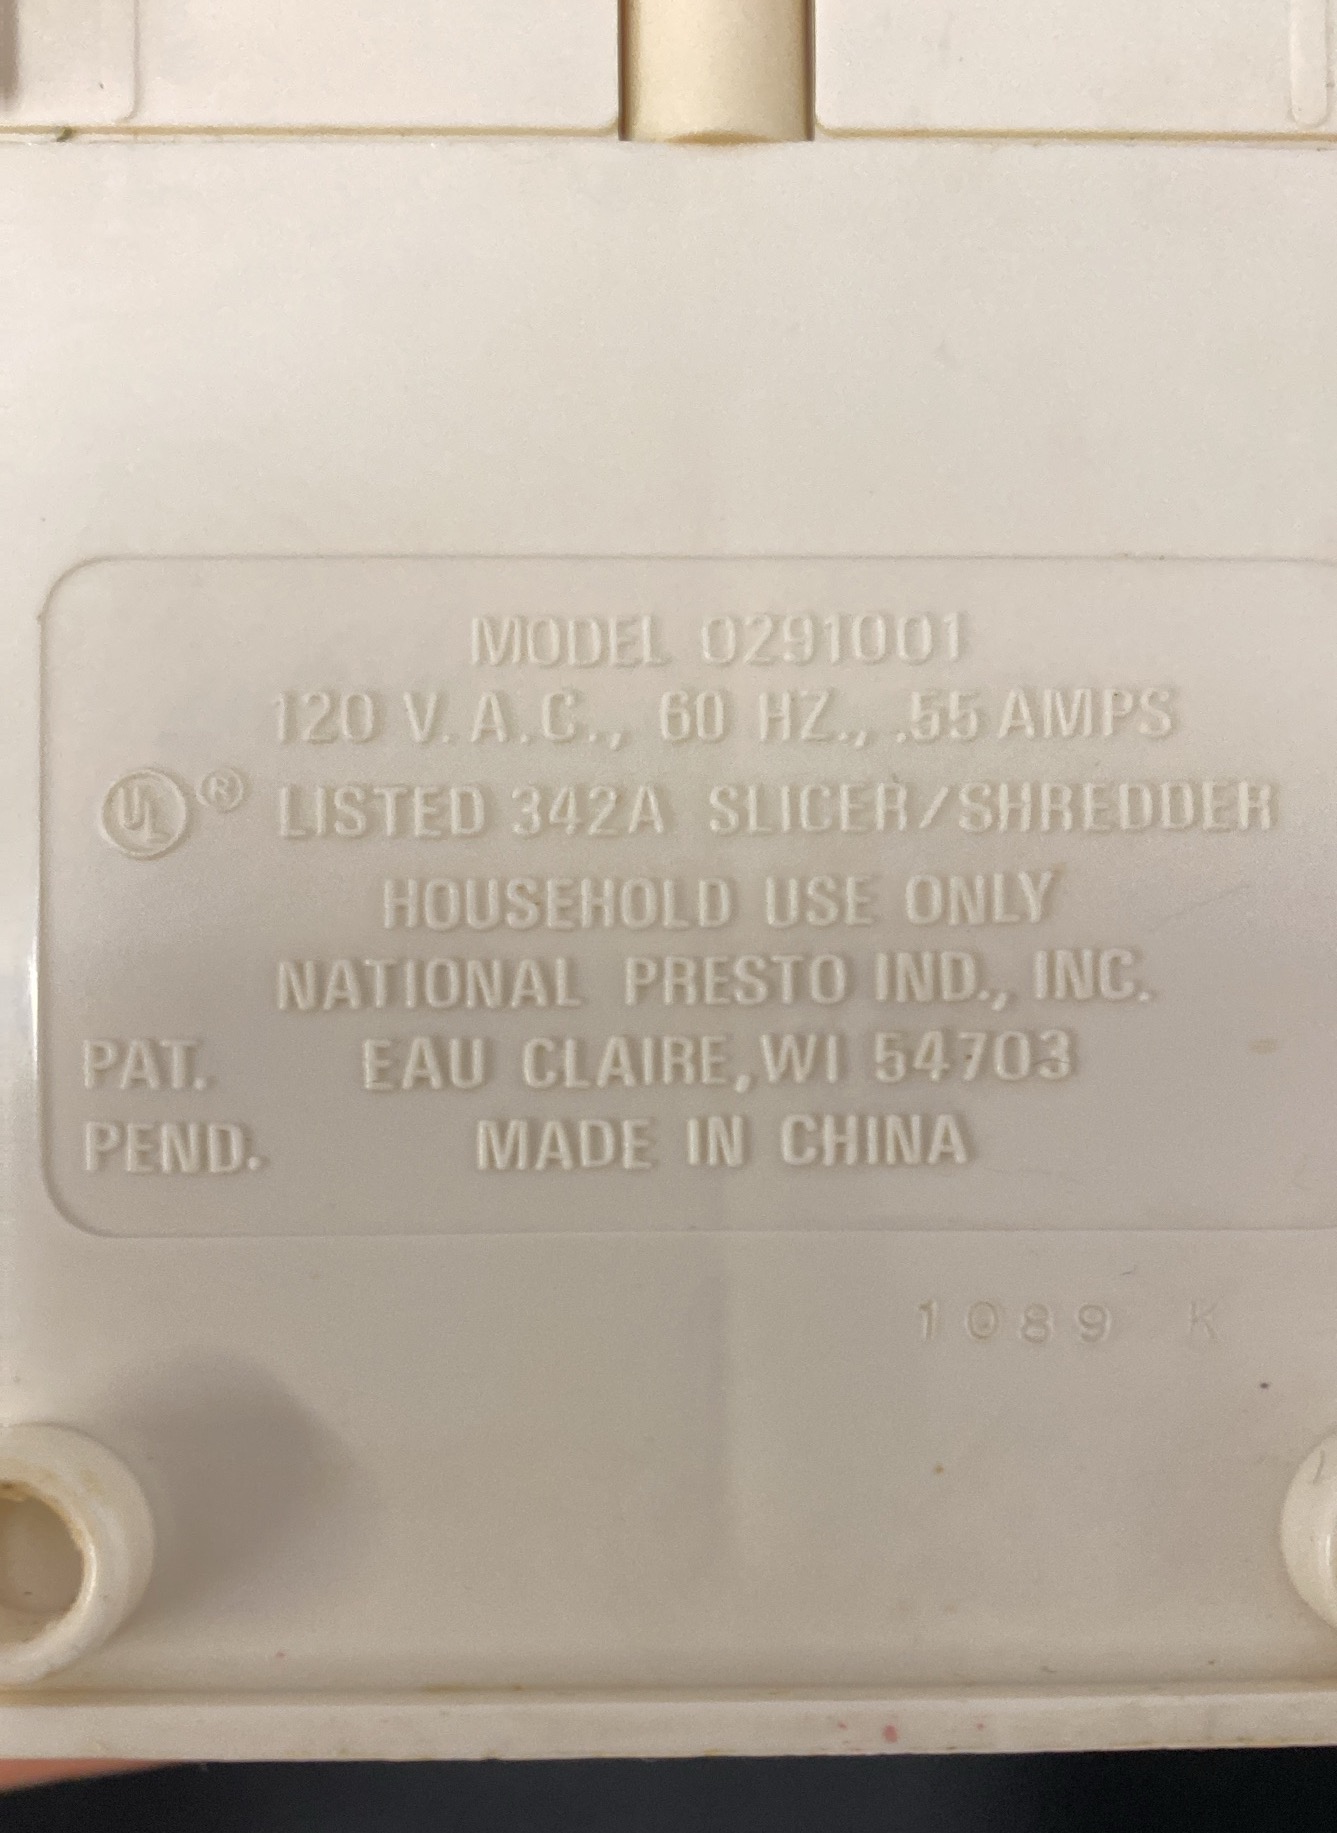 MODEL 0291001
120 V. A.C., 60 HZ., .55 AMPS
UL ® LISTED 342A SLICER/SHREDDER
HOUSEHOLD USE ONLY
NATIONAL PRESTO IND., INC.
PAT. EAU CLAIRE, WI 54703
PEND. MADE IN CHINA
1089 K